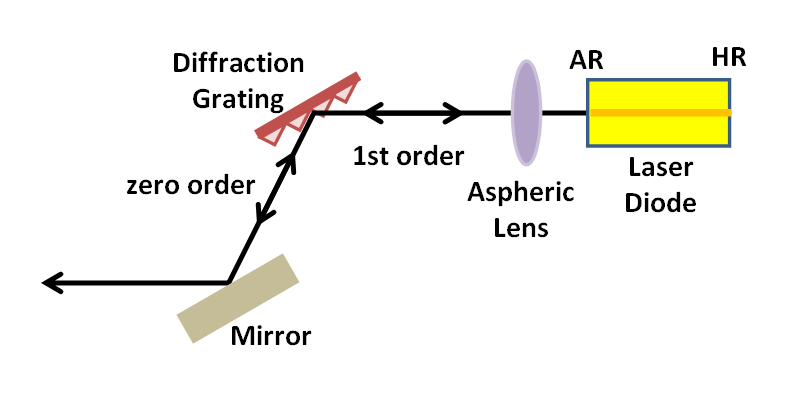 Diffraction
Grating
AR
HR
1st order
zero order
Aspheric
Lens
Laser
Diode
Mirror